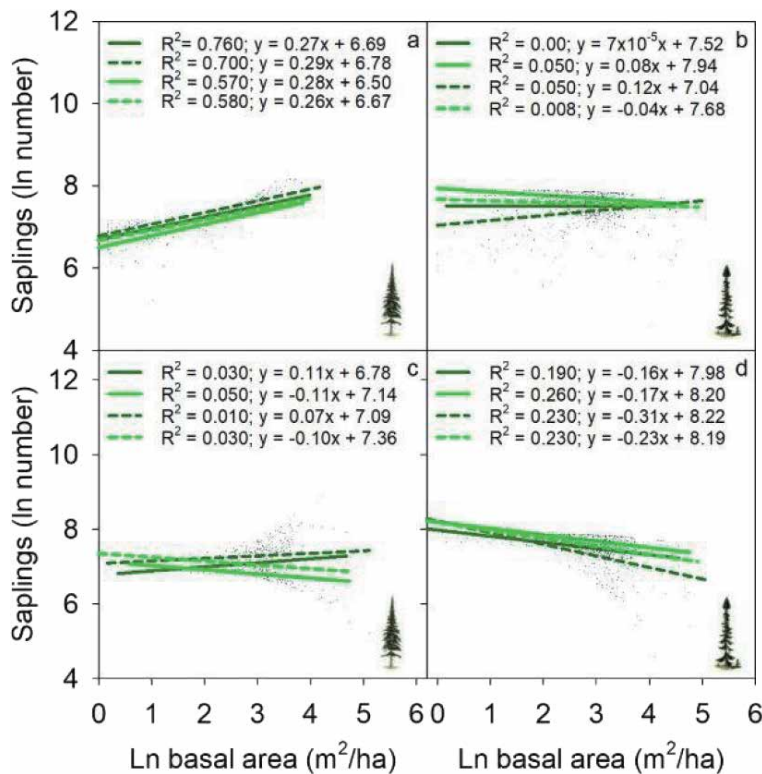 12
10
8
6
4
Saplings (ln number)
a
R² = 0.760; y = 0.27x + 6.69
R² = 0.700; y = 0.29x + 6.78
R² = 0.570; y = 0.28x + 6.50
R² = 0.580; y = 0.26x + 6.67
b
R² = 0.00; y = 7x10⁻⁵x + 7.52
R² = 0.050; y = 0.08x + 7.94
R² = 0.050; y = 0.12x + 7.04
R² = 0.008; y = -0.04x + 7.68
12
10
8
6
4
Saplings (ln number)
c
R² = 0.030; y = 0.11x + 6.78
R² = 0.050; y = -0.11x + 7.14
R² = 0.010; y = 0.07x + 7.09
R² = 0.030; y = -0.10x + 7.36
d
R² = 0.190; y = -0.16x + 7.98
R² = 0.260; y = -0.17x + 8.20
R² = 0.230; y = -0.31x + 8.22
R² = 0.230; y = -0.23x + 8.19
0 1 2 3 4 5 6 0 1 2 3 4 5 6
Ln basal area (m²/ha) Ln basal area (m²/ha)